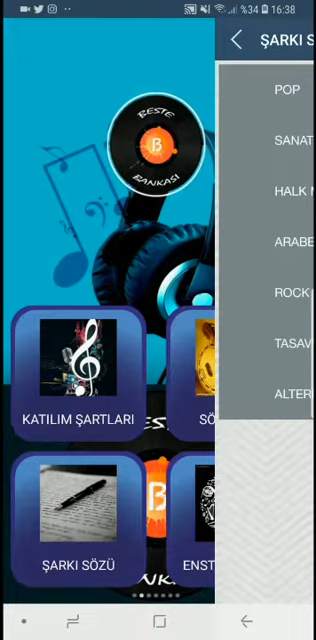 %34 16:38
ŞARKI S
BESTE
B
BANKASI
POP
SANAT
HALK M
ARABE
ROCK
TASAV
ALTER
KATILIM ŞARTLARI
SÖ
B
ŞARKI SÖZÜ
ENST